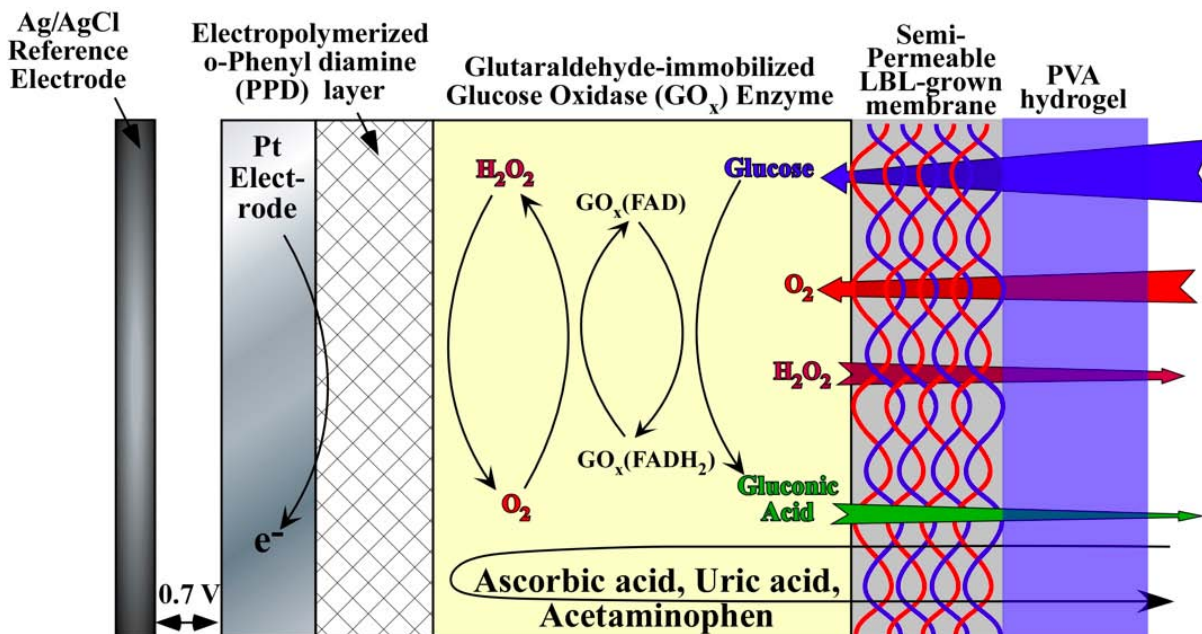 Ag/AgCl
Reference
Electrode
Electropolymerized
o-Phenyl diamine
(PPD) layer
Glutaraldehyde-immobilized
Glucose Oxidase (GOₓ) Enzyme
Semi-
Permeable
LBL-grown
membrane
PVA
hydrogel
Pt
Elect-
rode
e⁻
0.7 V
H₂O₂
O₂
GOₓ(FAD)
GOₓ(FADH₂)
Glucose
O₂
H₂O₂
Gluconic
Acid
Ascorbic acid, Uric acid,
Acetaminophen